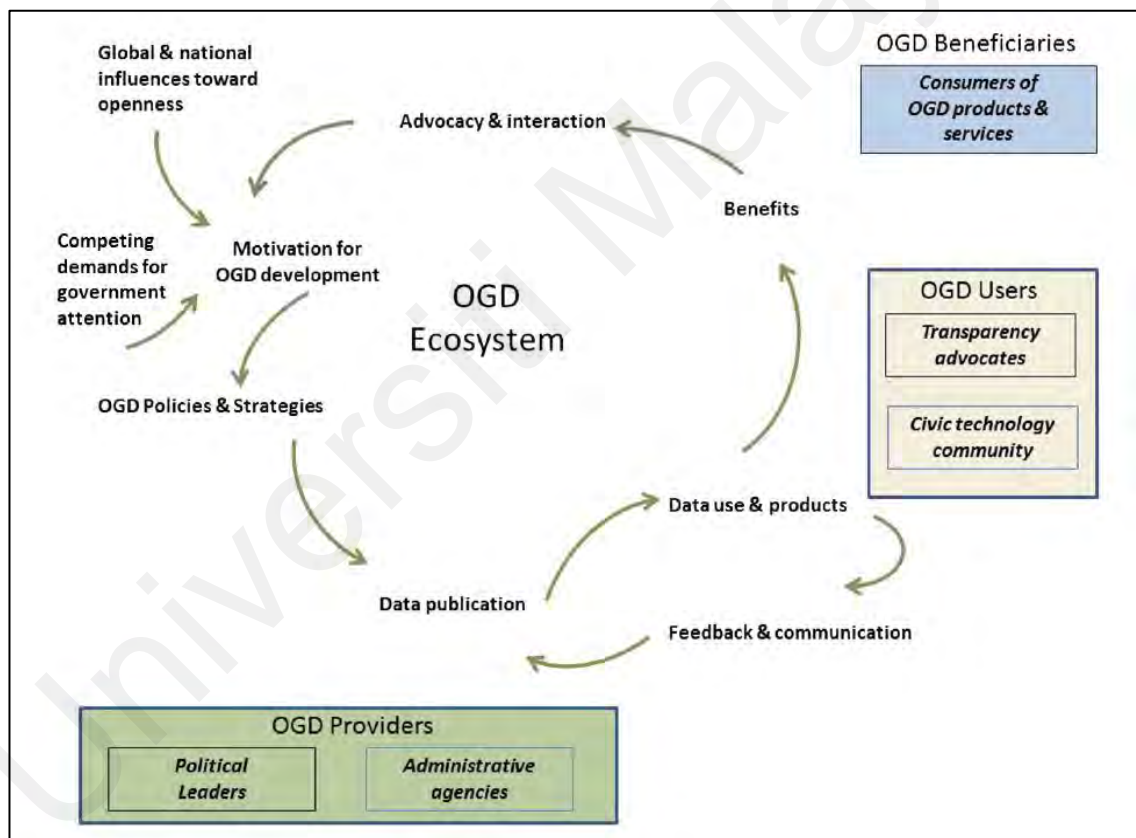 Global & national
influences toward
openness
OGD Beneficiaries
Consumers of
OGD products &
services
Advocacy & interaction
Benefits
Competing
demands for
government
attention
Motivation for
OGD development
OGD
Ecosystem
OGD Users
Transparency
advocates
Civic technology
community
OGD Policies & Strategies
Data use & products
Data publication
Feedback & communication
OGD Providers
Political
Leaders
Administrative
agencies
Universiti Malay